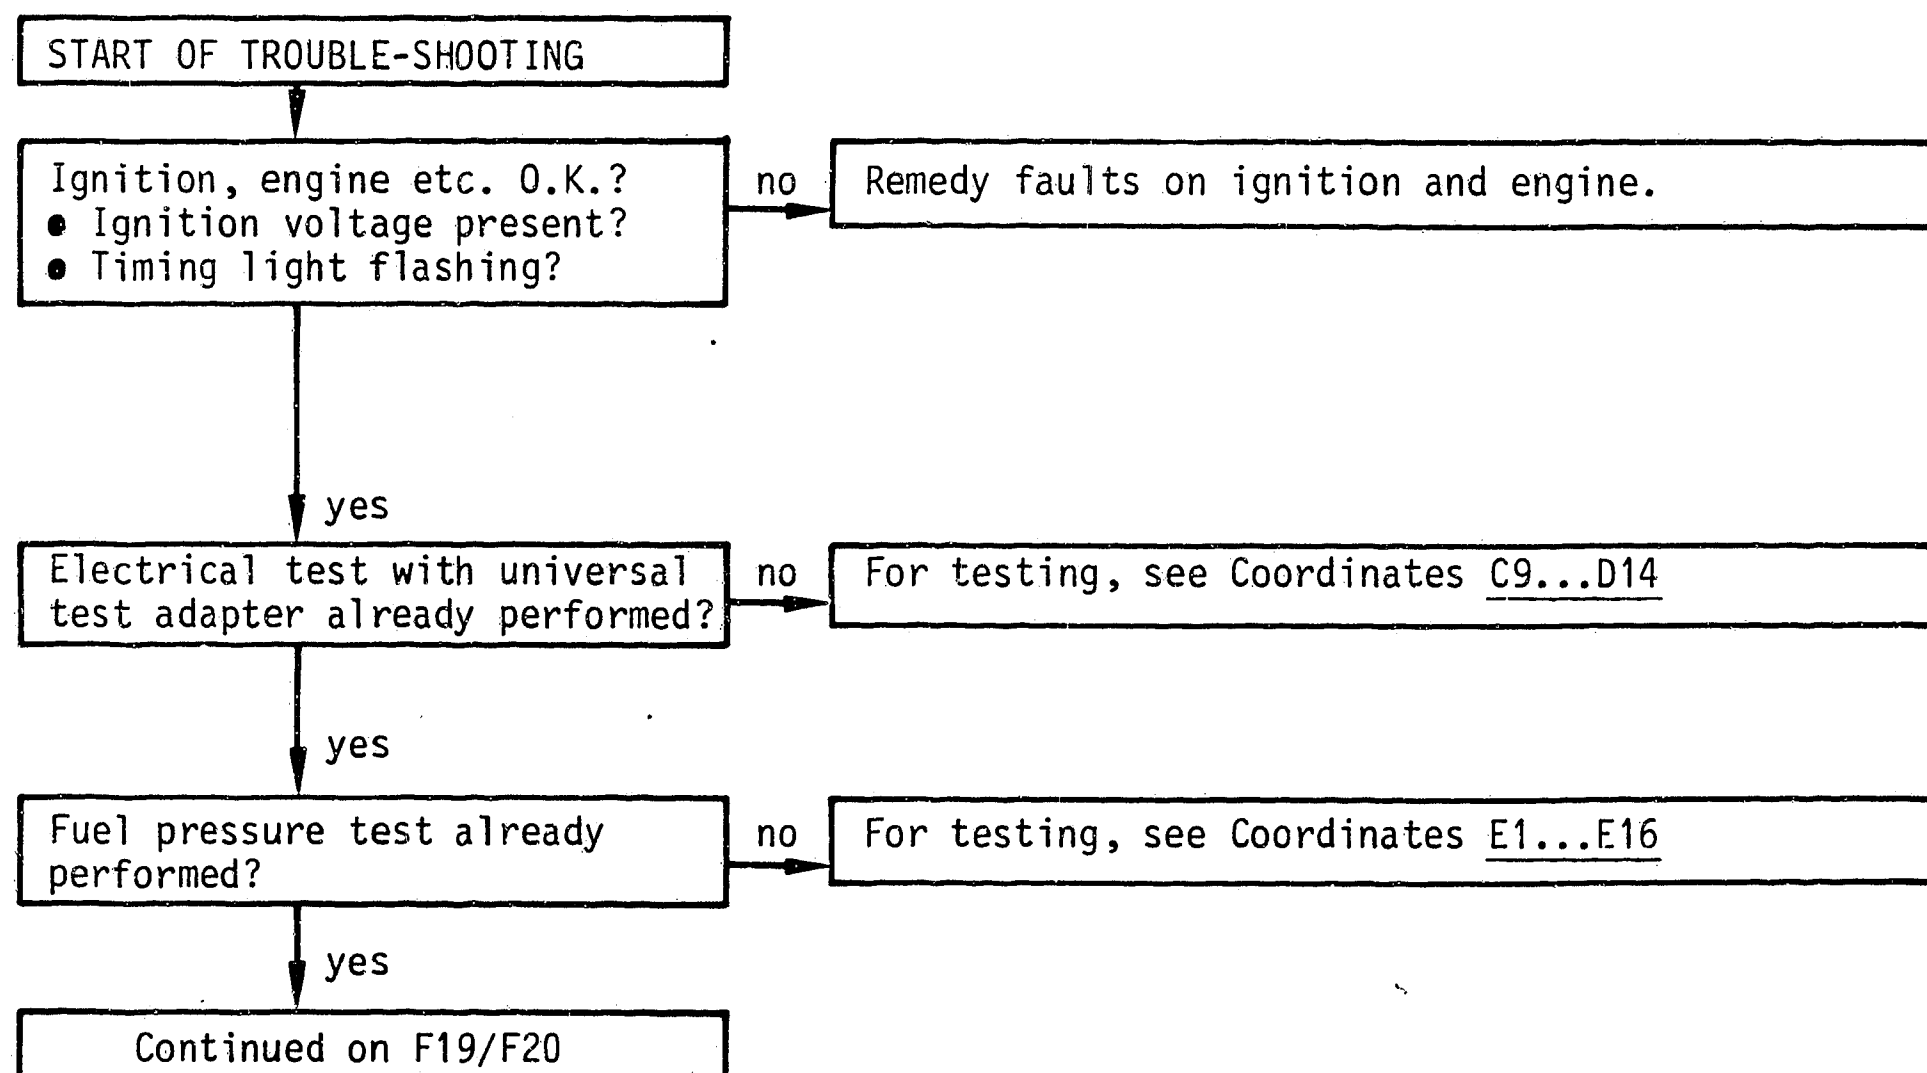 START OF TROUBLE-SHOOTING
Ignition, engine etc. O.K.?
● Ignition voltage present?
● Timing light flashing?
no
Remedy faults on ignition and engine.
yes
Electrical test with universal
test adapter already performed?
no
For testing, see Coordinates C9...D14
yes
Fuel pressure test already
performed?
no
For testing, see Coordinates E1...E16
yes
Continued on F19/F20